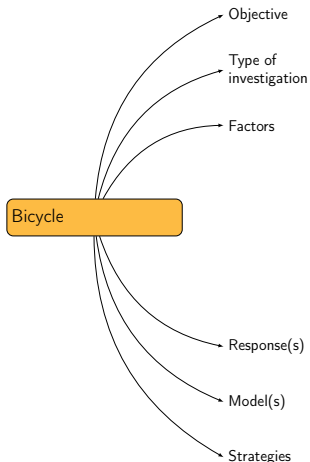 Objective
Type of
investigation
Factors
Bicycle
Response(s)
Model(s)
Strategies